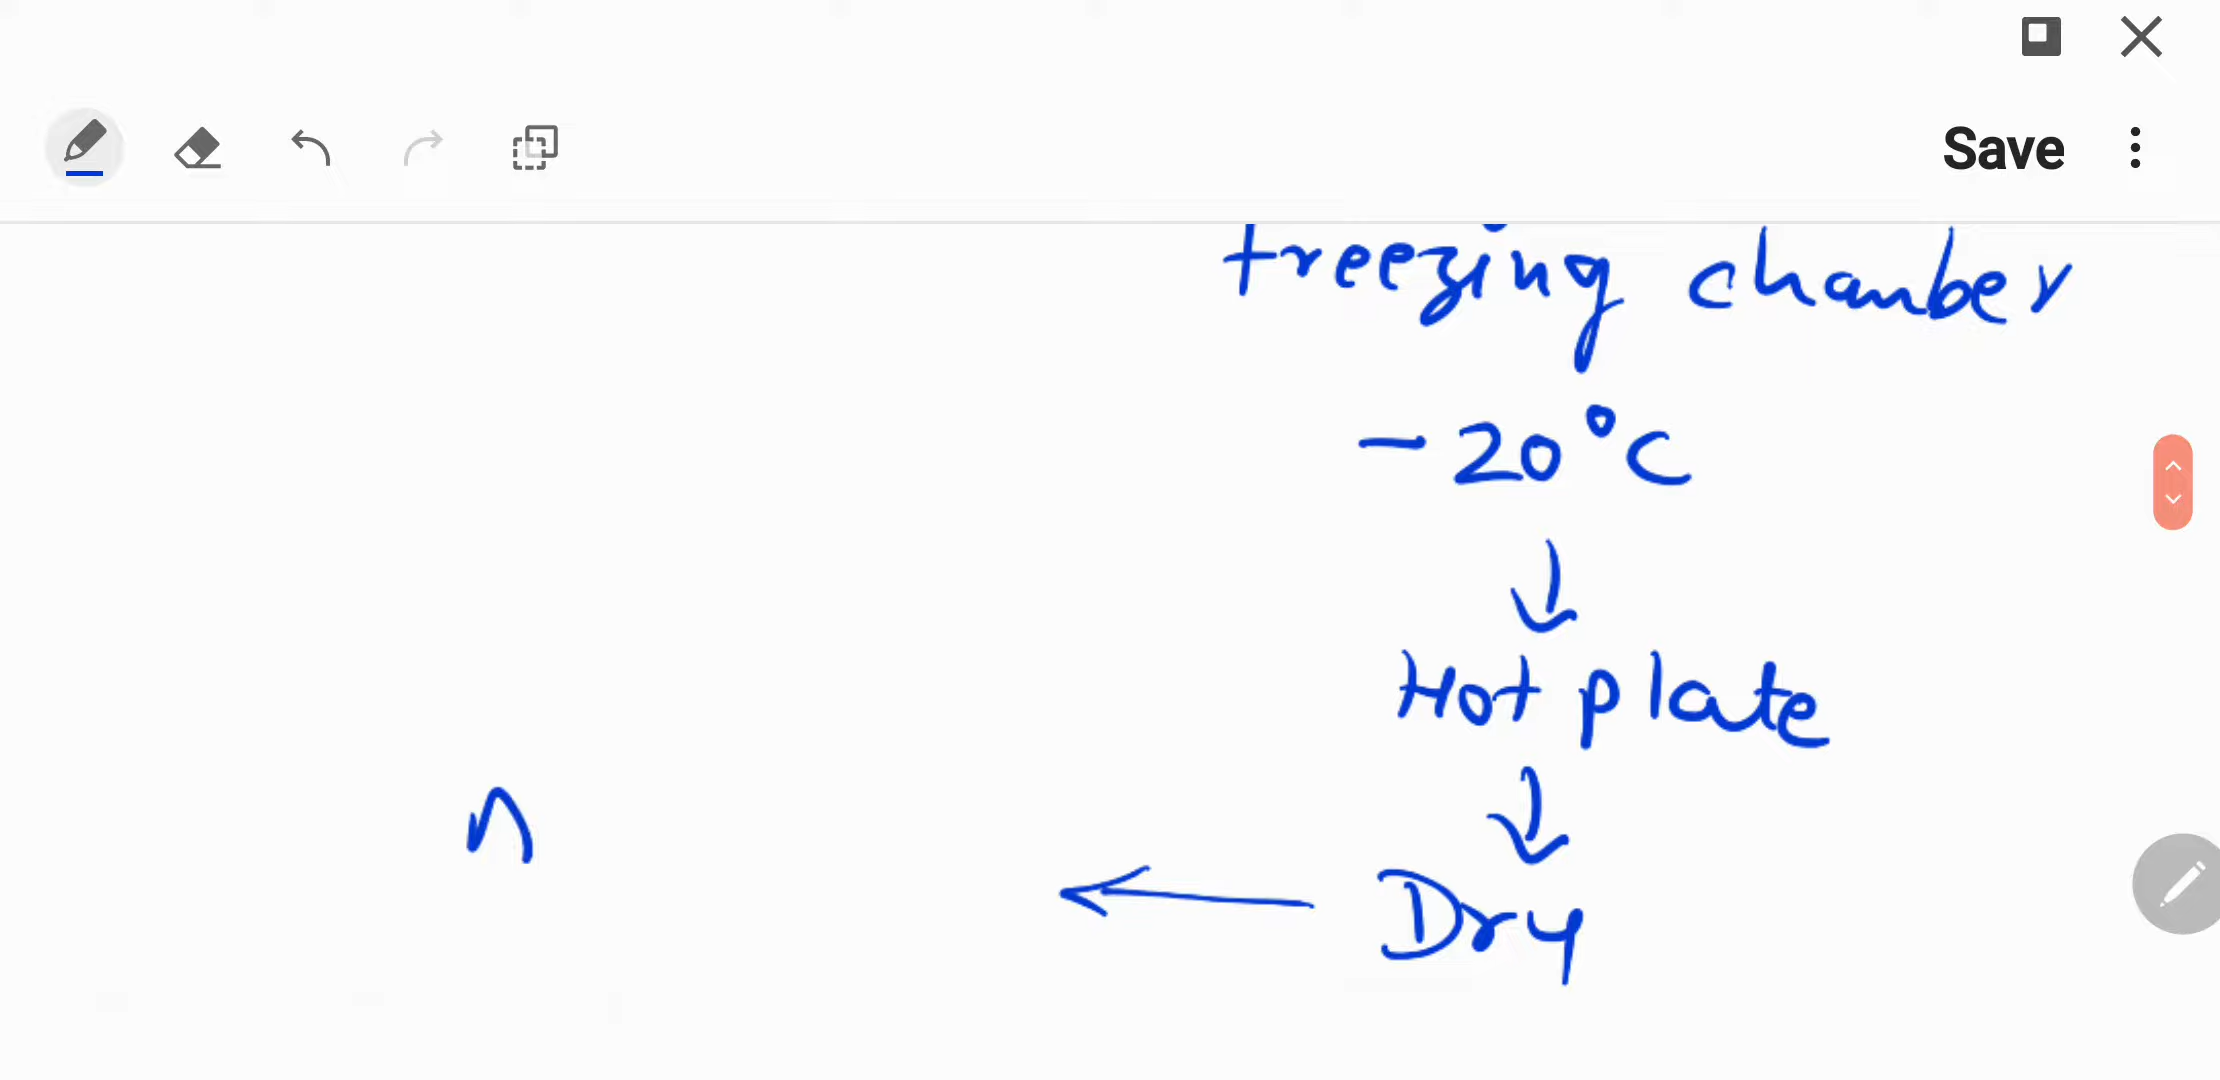 Save
freezing chamber
-20°C
↓
Hot plate
↓
n
← Dry